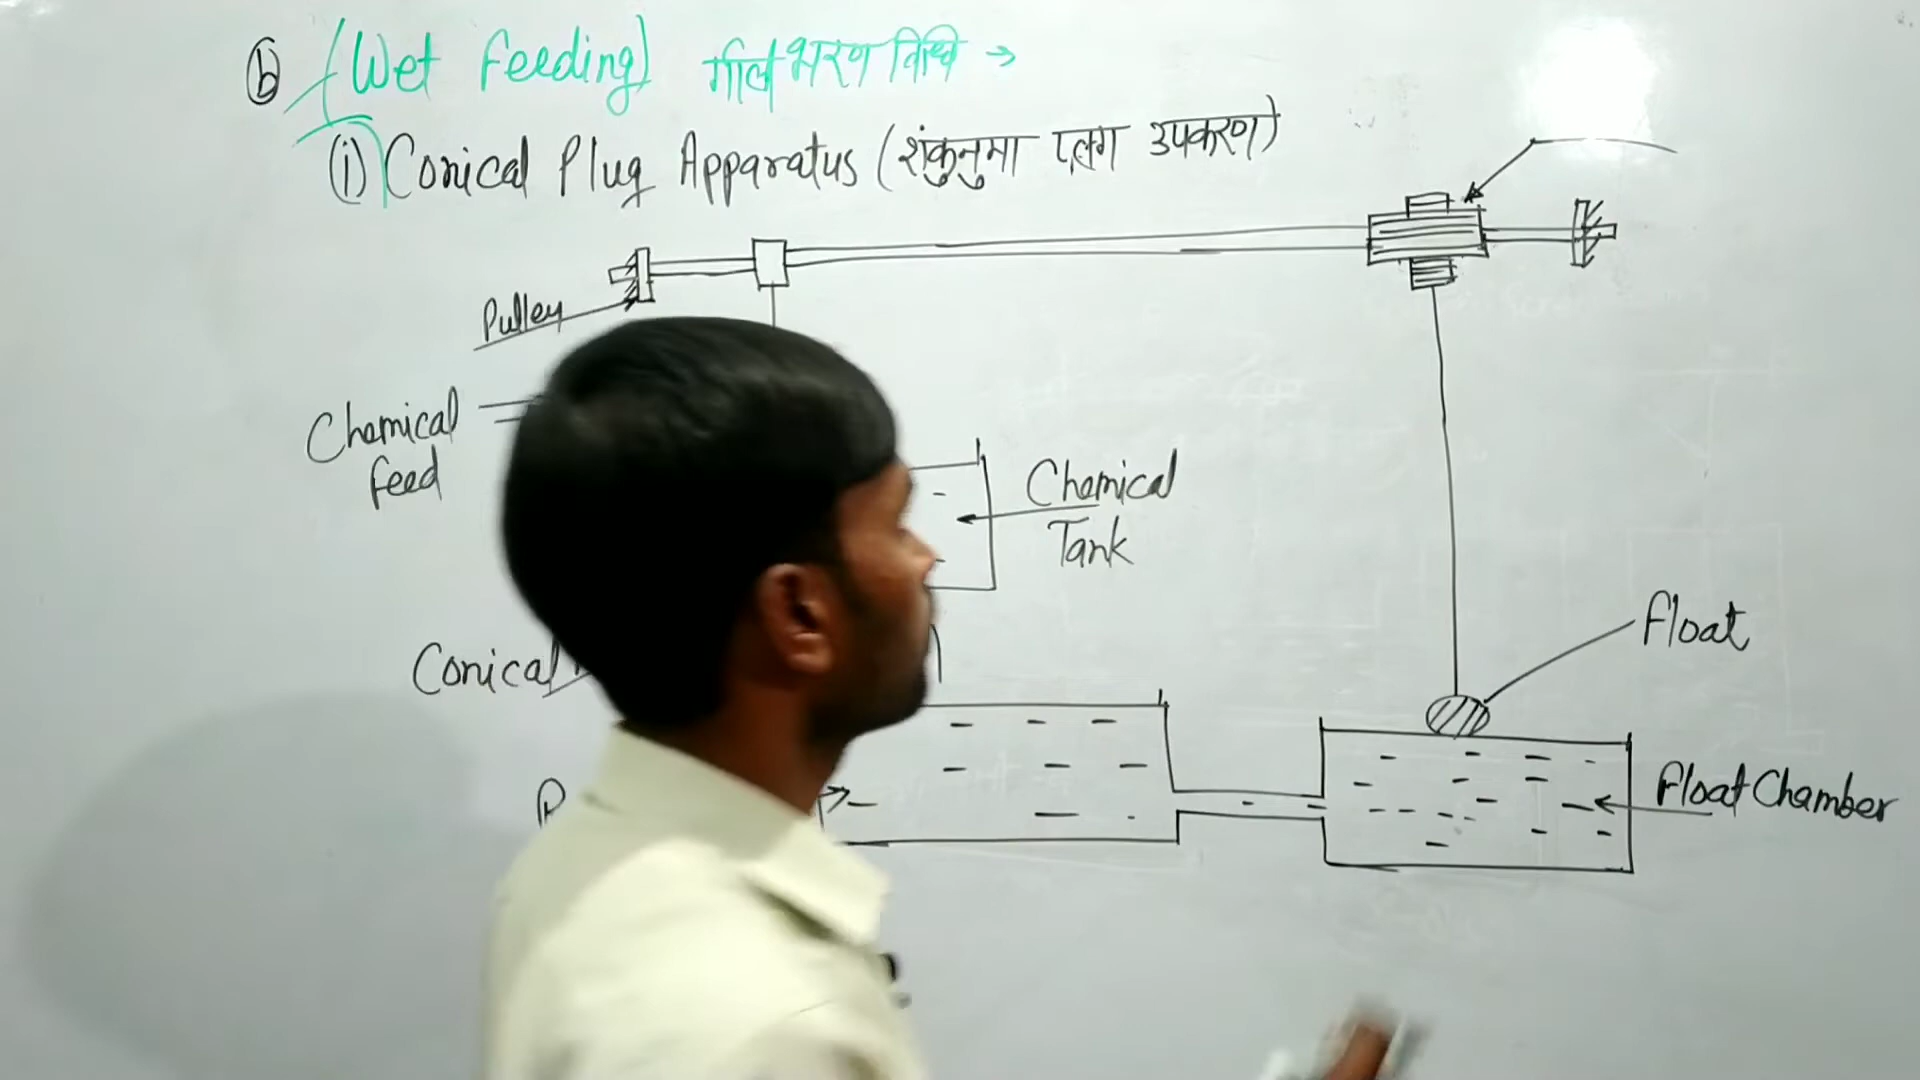 b (Wet Feeding) गीली भरण विधि →
(i) Conical Plug Apparatus (शंकुनुमा प्लग उपकरण)
Pulley
Chemical
feed
Chemical
Tank
Conical
Float
Float Chamber